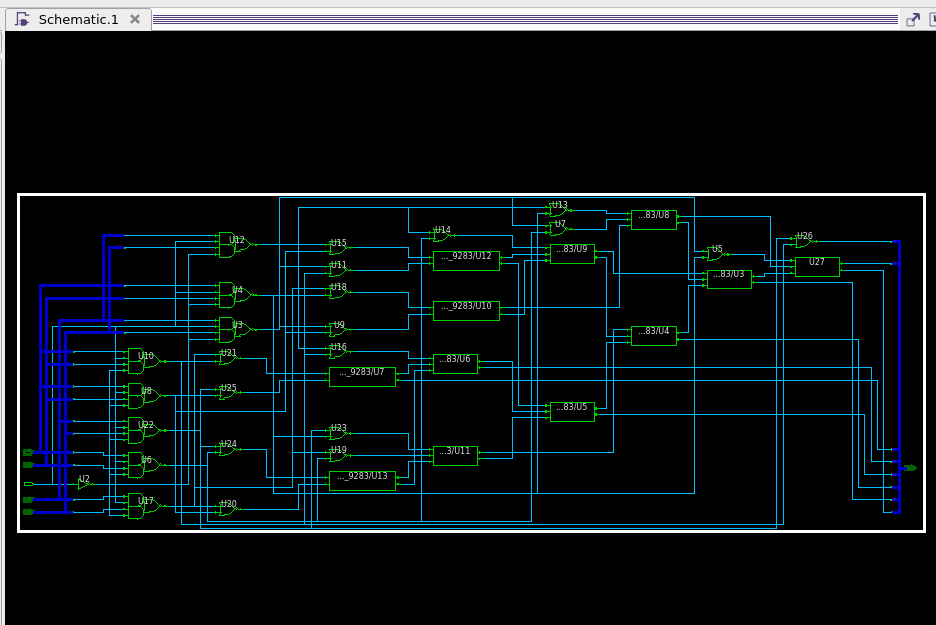 Schematic.1
U13
...83/U8
U7
U14
U12
U15
...83/U9
U5
U26
..._9283/U12
U27
U11
...83/U3
U4
U18
..._9283/U10
U3
U9
...83/U4
U10
U21
U16
...83/U6
..._9283/U7
U8
U25
...83/U5
U22
U23
U24
U19
...3/U11
U6
U2
..._9283/U13
U17
U20